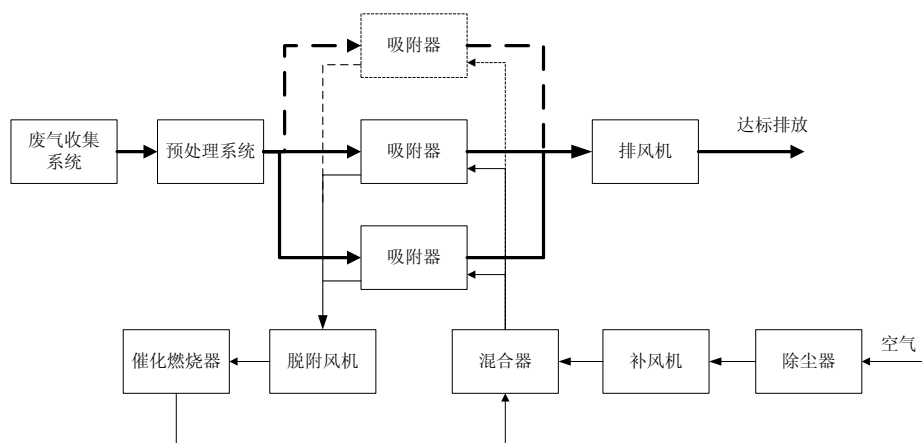 吸附器
废气收集
系统
预处理系统
吸附器
排风机
达标排放
吸附器
催化燃烧器
脱附风机
混合器
补风机
除尘器
空气